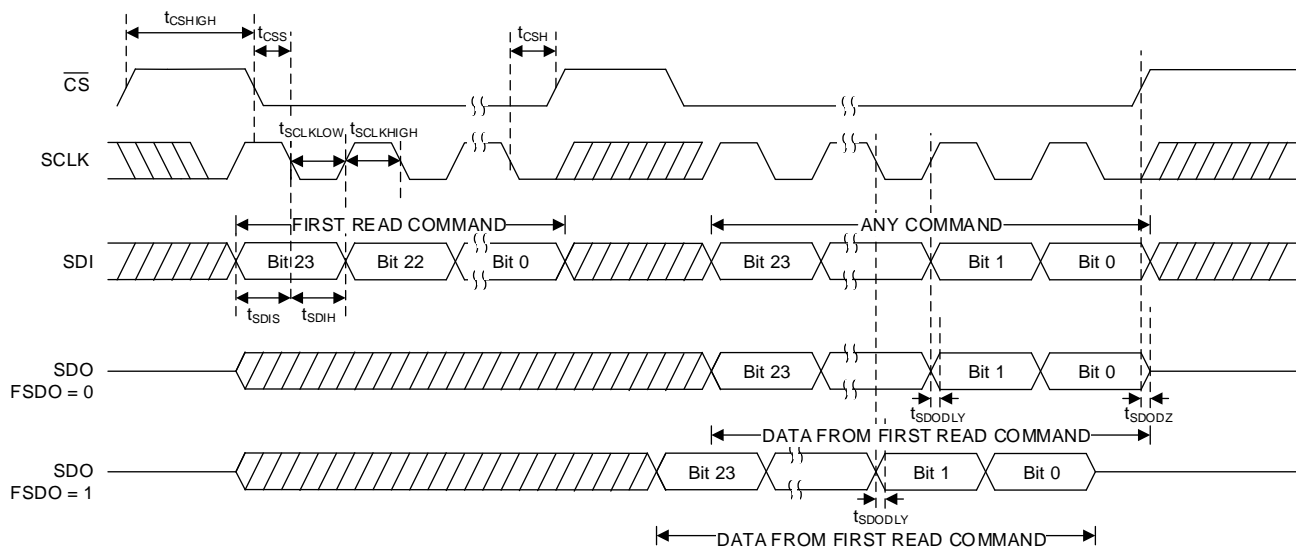 tCSHIGH
tCSS
tCSH
CS
tSCLKLOW
tSCLKHIGH
SCLK
FIRST READ COMMAND
ANY COMMAND
SDI
Bit 23
Bit 22
Bit 0
Bit 23
Bit 1
Bit 0
tSDIS
tSDIH
SDO
FSDO = 0
Bit 23
Bit 1
Bit 0
tSDODLY
tSDODZ
DATA FROM FIRST READ COMMAND
SDO
FSDO = 1
Bit 23
Bit 1
Bit 0
tSDODLY
DATA FROM FIRST READ COMMAND